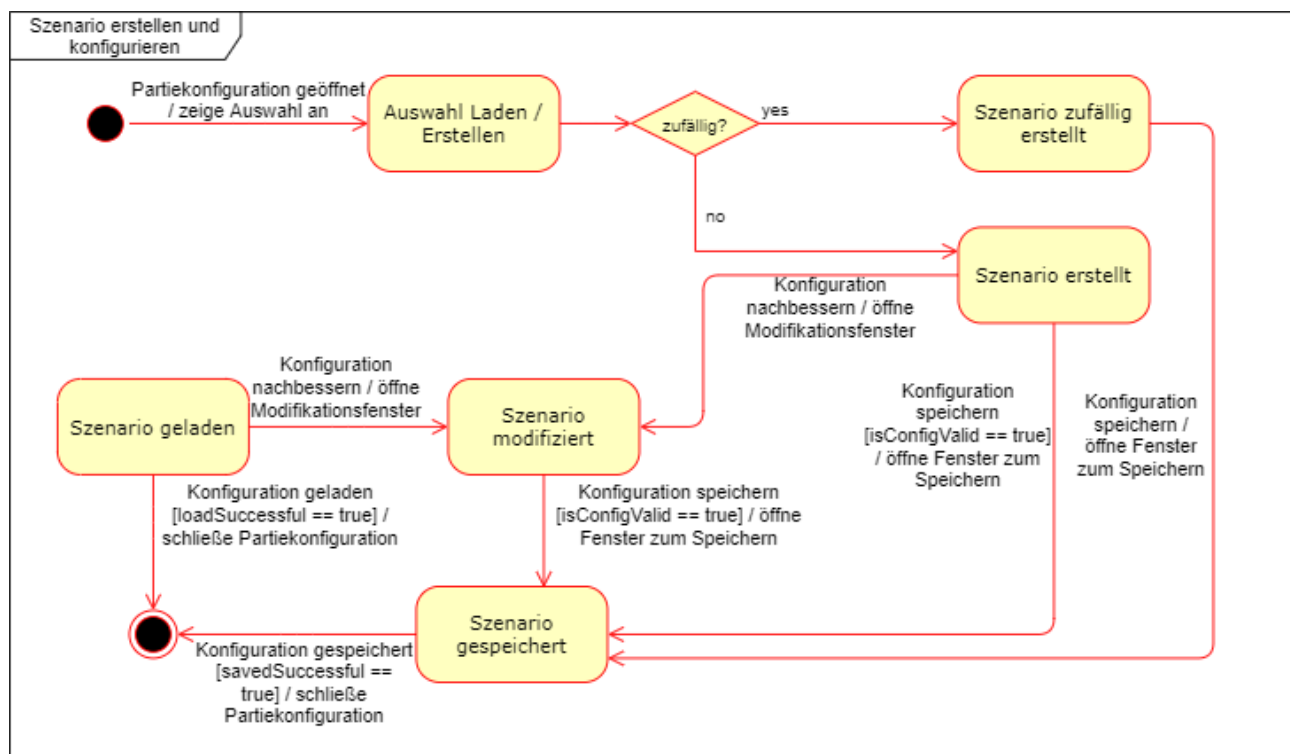 Szenario erstellen und
konfigurieren
Partiekonfiguration geöffnet
/ zeige Auswahl an
Auswahl Laden /
Erstellen
zufällig?
yes
Szenario zufällig
erstellt
no
Szenario erstellt
Konfiguration
nachbessern / öffne
Modifikationsfenster
Konfiguration
nachbessern / öffne
Modifikationsfenster
Szenario geladen
Szenario
modifiziert
Konfiguration
speichern
[isConfigValid == true]
/ öffne Fenster zum
Speichern
Konfiguration
speichern /
öffne Fenster
zum Speichern
Konfiguration geladen
[loadSuccessful == true] /
schließe Partiekonfiguration
Konfiguration speichern
[isConfigValid == true] / öffne
Fenster zum Speichern
Szenario
gespeichert
Konfiguration gespeichert
[savedSuccessful ==
true] / schließe
Partiekonfiguration